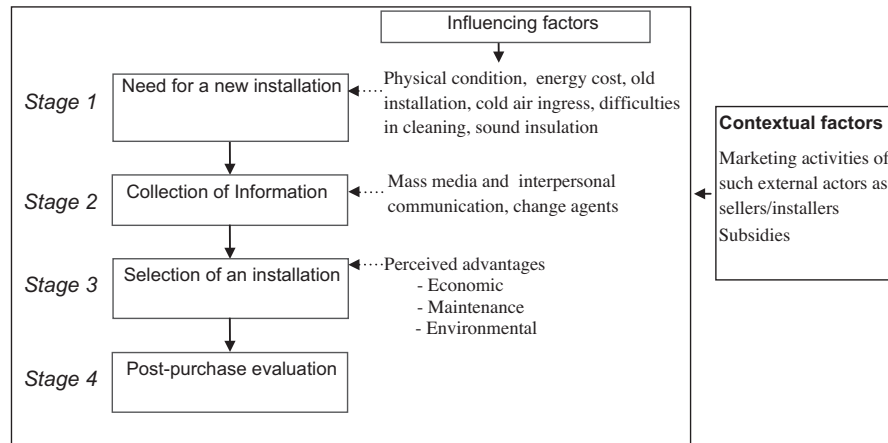 Influencing factors
Stage 1
Need for a new installation
Physical condition, energy cost, old
installation, cold air ingress, difficulties
in cleaning, sound insulation
Stage 2
Collection of Information
Mass media and interpersonal
communication, change agents
Stage 3
Selection of an installation
Perceived advantages
- Economic
- Maintenance
- Environmental
Stage 4
Post-purchase evaluation
Contextual factors
Marketing activities of
such external actors as
sellers/installers
Subsidies